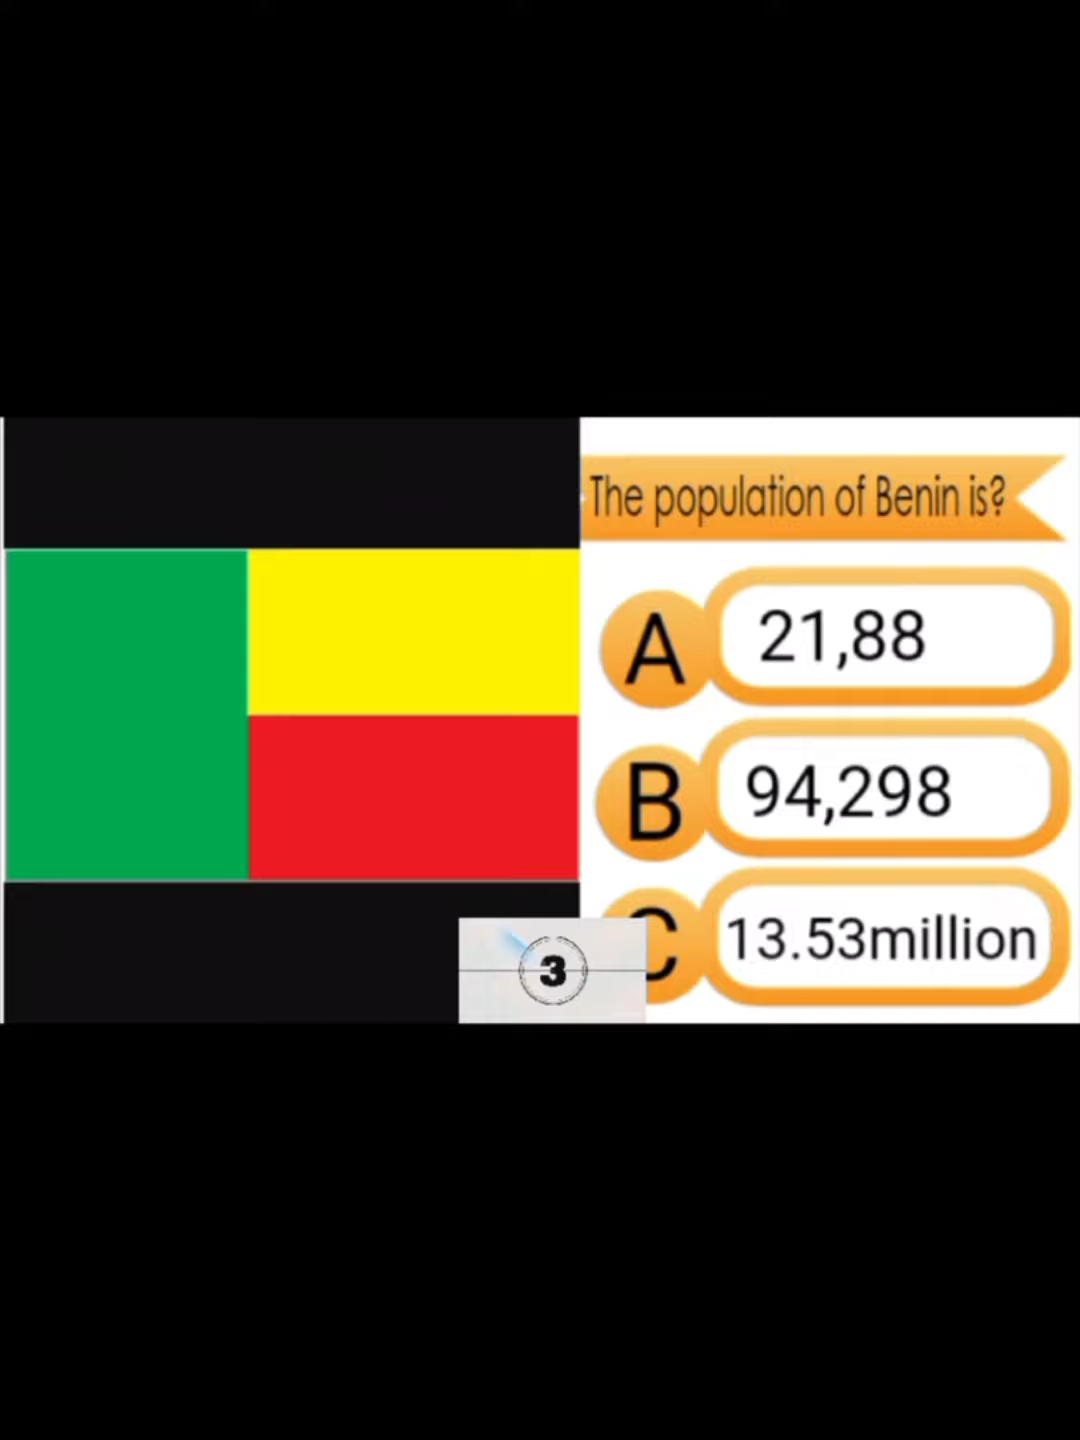 The population of Benin is?
A 21,88
B 94,298
C 13.53million
3